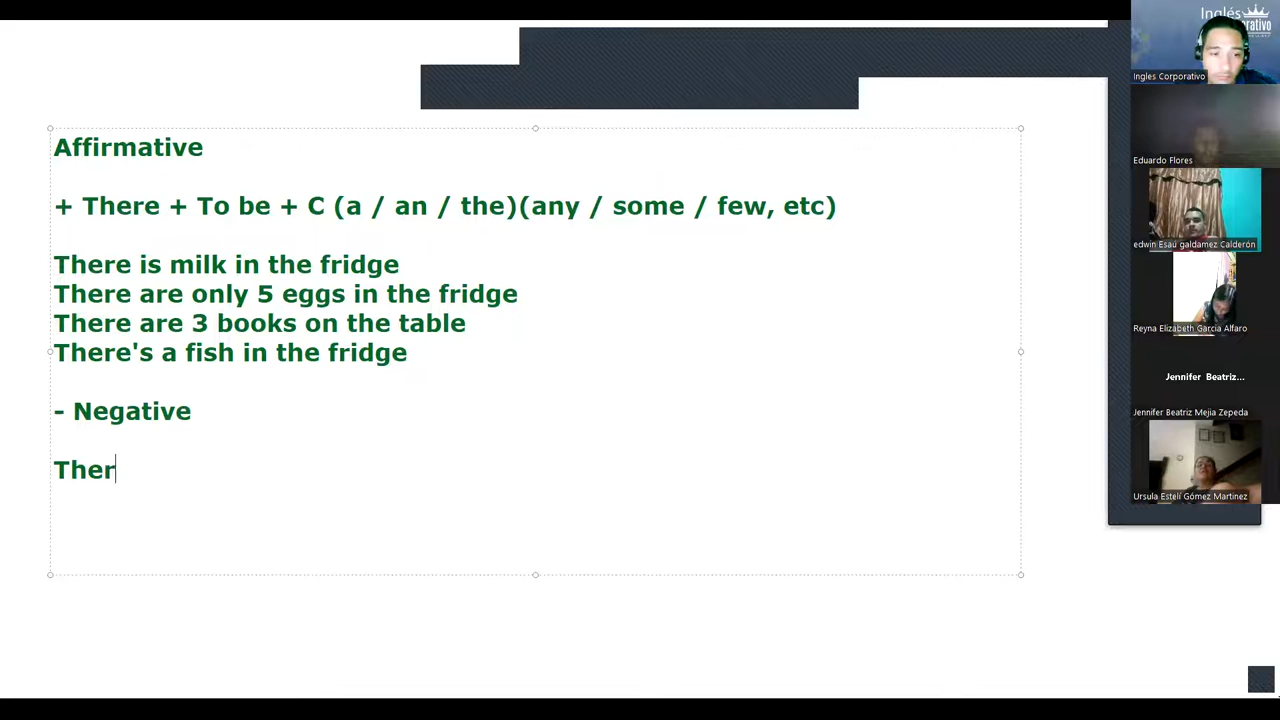 Affirmative
+ There + To be + C (a / an / the)(any / some / few, etc)
There is milk in the fridge
There are only 5 eggs in the fridge
There are 3 books on the table
There's a fish in the fridge
- Negative
Ther
Inglés
Ingles Corporativo
Eduardo Flores
edwin Esaú galdamez Calderón
Reyna Elizabeth Garcia Alfaro
Jennifer Beatriz...
Jennifer Beatriz Mejia Zepeda
Ursula Estelí Gómez Martinez